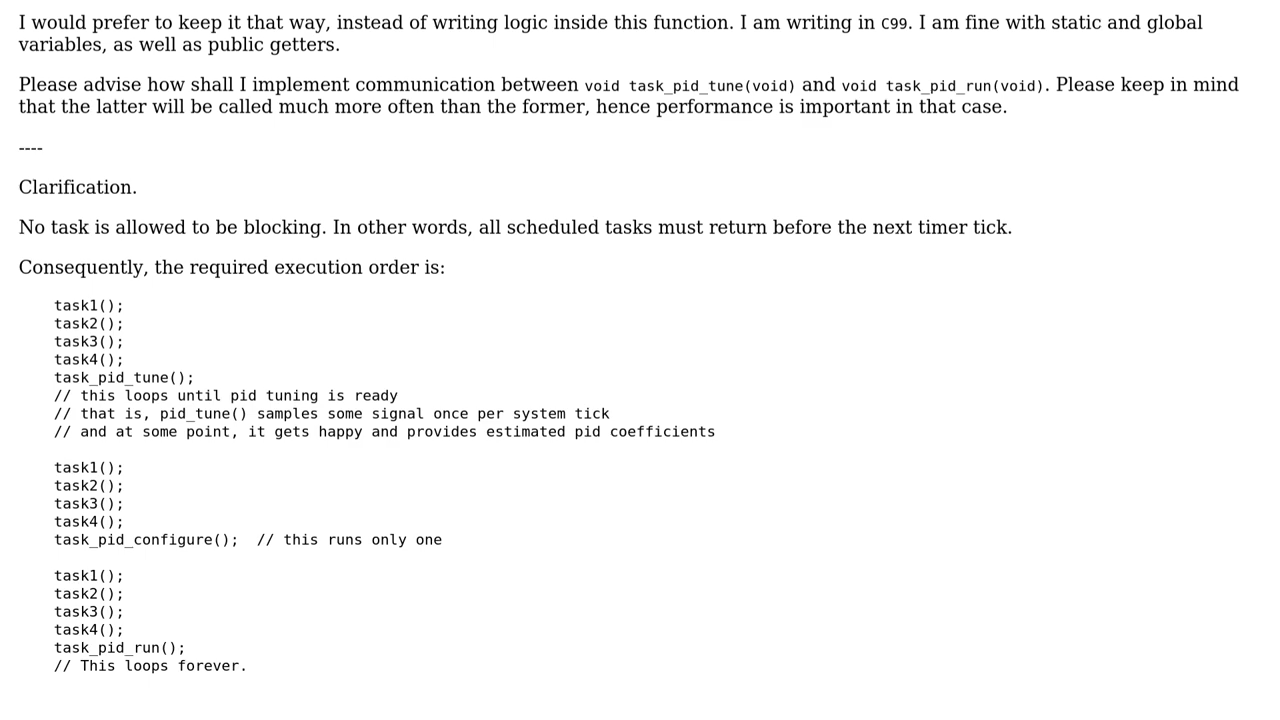 I would prefer to keep it that way, instead of writing logic inside this function. I am writing in C99. I am fine with static and global
variables, as well as public getters.
Please advise how shall I implement communication between void task_pid_tune(void) and void task_pid_run(void). Please keep in mind
that the latter will be called much more often than the former, hence performance is important in that case.
----
Clarification.
No task is allowed to be blocking. In other words, all scheduled tasks must return before the next timer tick.
Consequently, the required execution order is:
task1();
task2();
task3();
task4();
task_pid_tune();
// this loops until pid tuning is ready
// that is, pid_tune() samples some signal once per system tick
// and at some point, it gets happy and provides estimated pid coefficients
task1();
task2();
task3();
task4();
task_pid_configure();  // this runs only one
task1();
task2();
task3();
task4();
task_pid_run();
// This loops forever.